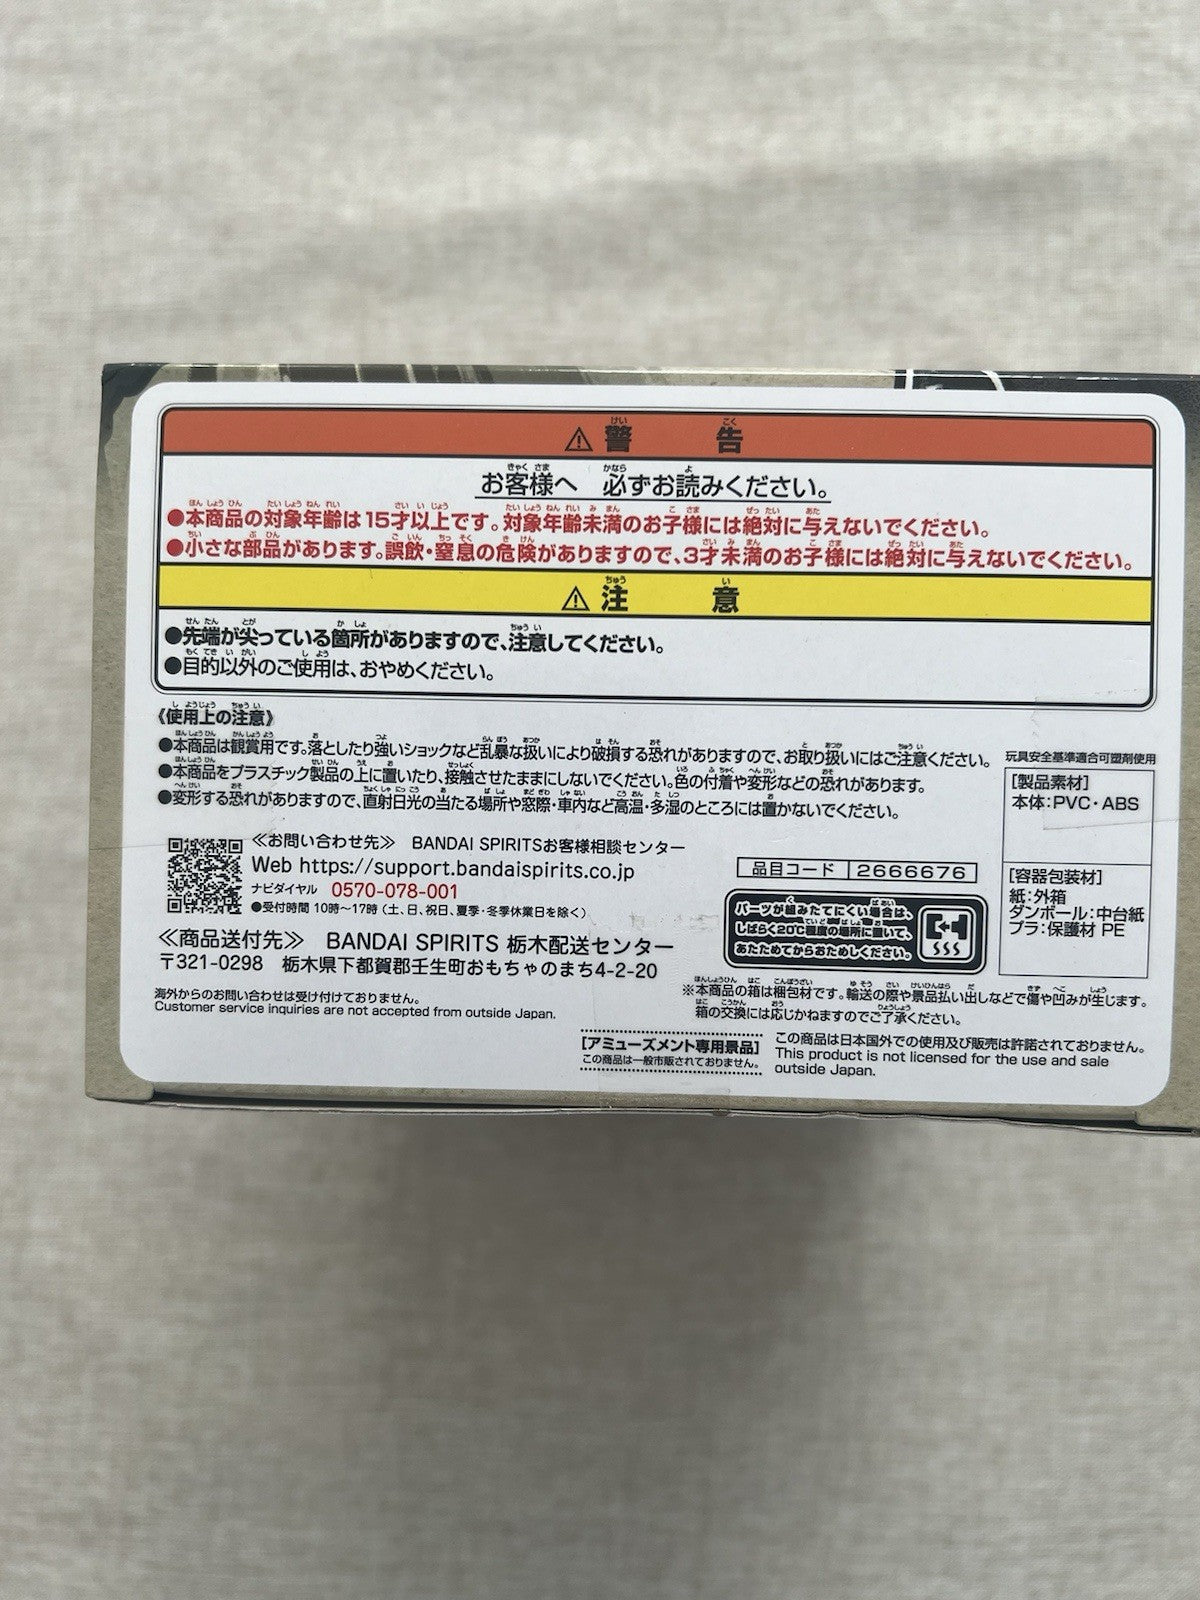 ⚠警告
お客様へ 必ずお読みください。
●本商品の対象年齢は15才以上です。対象年齢未満のお子様には絶対に与えないでください。
●小さな部品があります。誤飲・窒息の危険がありますので、3才未満のお子様には絶対に与えないでください。
⚠注意
●先端が尖っている箇所がありますので、注意してください。
●目的以外のご使用は、おやめください。
《使用上の注意》
●本商品は観賞用です。落としたり強いショックなど乱暴な扱いにより破損する恐れがありますので、お取り扱いにはご注意ください。
●本商品をプラスチック製品の上に置いたり、接触させたままにしないでください。色の付着や変形などの恐れがあります。
●変形する恐れがありますので、直射日光の当たる場所や窓際・車内など高温・多湿のところには置かないでください。
玩具安全基準適合可塑剤使用
[製品素材]
本体:PVC・ABS
[容器包装材]
紙:外箱
ダンボール:中台紙
プラ:保護材 PE
≪お問い合わせ先≫ BANDAI SPIRITSお客様相談センター
Web https://support.bandaispirits.co.jp
ナビダイヤル 0570-078-001
●受付時間 10時〜17時(土、日、祝日、夏季・冬季休業日を除く)
品目コード 2666676
パーツが組みたてにくい場合は、
しばらく20℃程度の場所に置いて、
あたためてからおためしください。
≪商品送付先≫ BANDAI SPIRITS 栃木配送センター
〒321-0298 栃木県下都賀郡壬生町おもちゃのまち4-2-20
※本商品の箱は梱包材です。輸送の際や景品払い出しなどで傷や凹みが生じます。
箱の交換には応じかねますのでご了承ください。
海外からのお問い合わせは受け付けておりません。
Customer service inquiries are not accepted from outside Japan.
[アミューズメント専用景品]
この商品は一般市販されておりません。
この商品は日本国外での使用及び販売は許諾されておりません。
This product is not licensed for the use and sale
outside Japan.